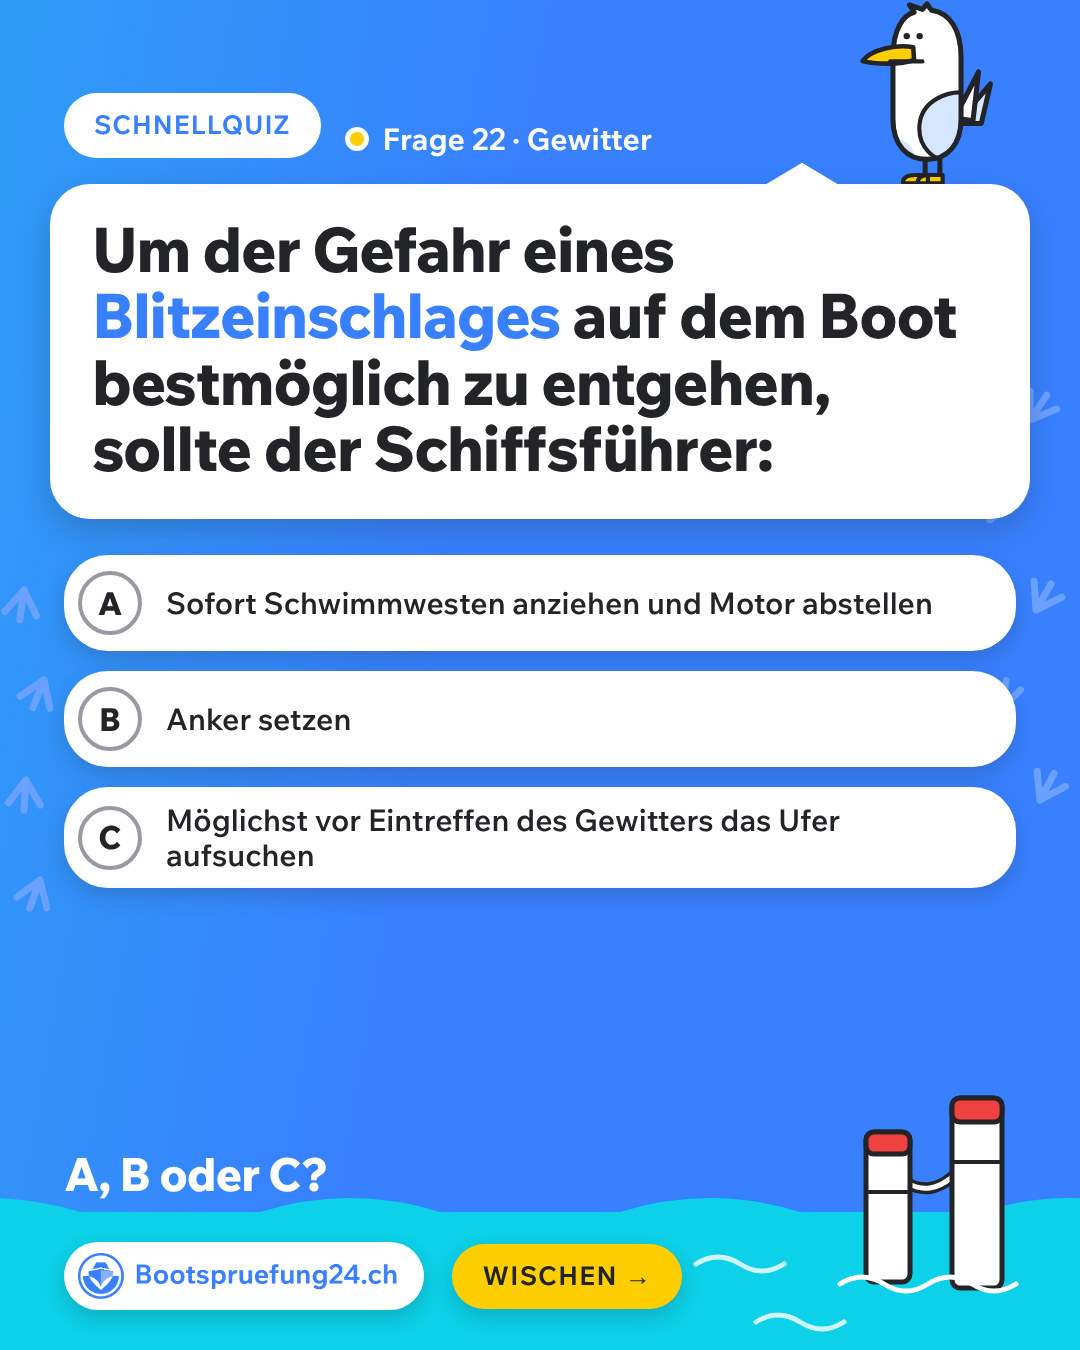 SCHNELLQUIZ
Frage 22 · Gewitter
Um der Gefahr eines
Blitzeinschlages auf dem Boot
bestmöglich zu entgehen,
sollte der Schiffsführer:
A Sofort Schwimmwesten anziehen und Motor abstellen
B Anker setzen
C Möglichst vor Eintreffen des Gewitters das Ufer
aufsuchen
A, B oder C?
Bootspruefung24.ch
WISCHEN →